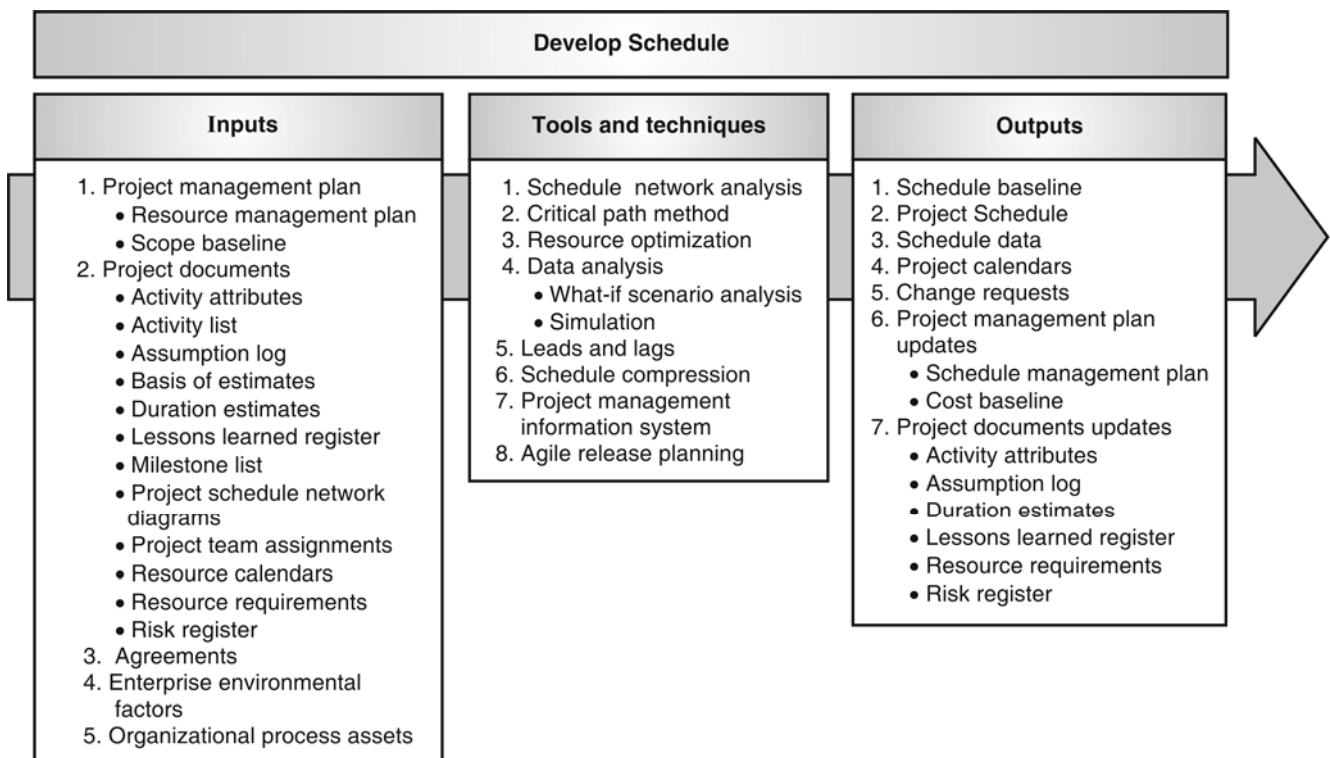 Develop Schedule
Inputs
1. Project management plan
• Resource management plan
• Scope baseline
2. Project documents
• Activity attributes
• Activity list
• Assumption log
• Basis of estimates
• Duration estimates
• Lessons learned register
• Milestone list
• Project schedule network
diagrams
• Project team assignments
• Resource calendars
• Resource requirements
• Risk register
3. Agreements
4. Enterprise environmental
factors
5. Organizational process assets
Tools and techniques
1. Schedule network analysis
2. Critical path method
3. Resource optimization
4. Data analysis
• What-if scenario analysis
• Simulation
5. Leads and lags
6. Schedule compression
7. Project management
information system
8. Agile release planning
Outputs
1. Schedule baseline
2. Project Schedule
3. Schedule data
4. Project calendars
5. Change requests
6. Project management plan
updates
• Schedule management plan
• Cost baseline
7. Project documents updates
• Activity attributes
• Assumption log
• Duration estimates
• Lessons learned register
• Resource requirements
• Risk register